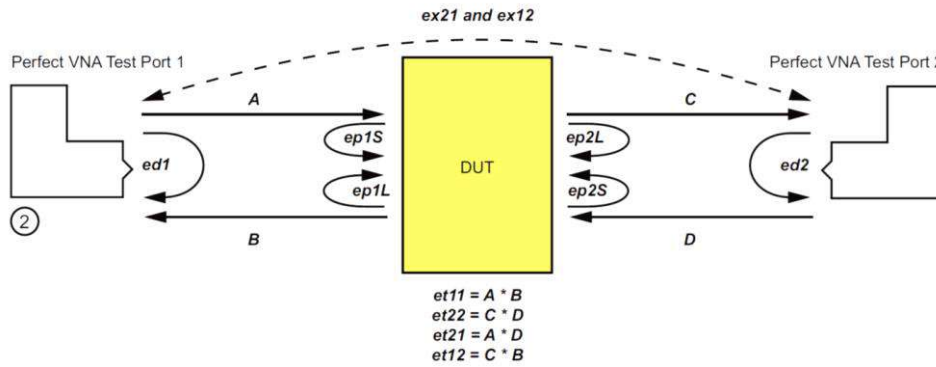 ex21 and ex12
Perfect VNA Test Port 1
Perfect VNA Test Port 2
A
C
ep1S
ep2L
ed1
DUT
ed2
ep1L
ep2S
2
B
D
et11 = A * B
et22 = C * D
et21 = A * D
et12 = C * B